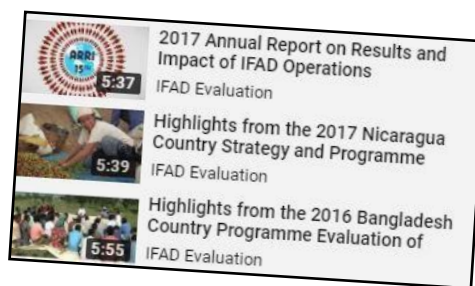 ARRI
15th
5:37
2017 Annual Report on Results and
Impact of IFAD Operations
IFAD Evaluation
5:39
Highlights from the 2017 Nicaragua
Country Strategy and Programme
IFAD Evaluation
5:55
Highlights from the 2016 Bangladesh
Country Programme Evaluation of
IFAD Evaluation